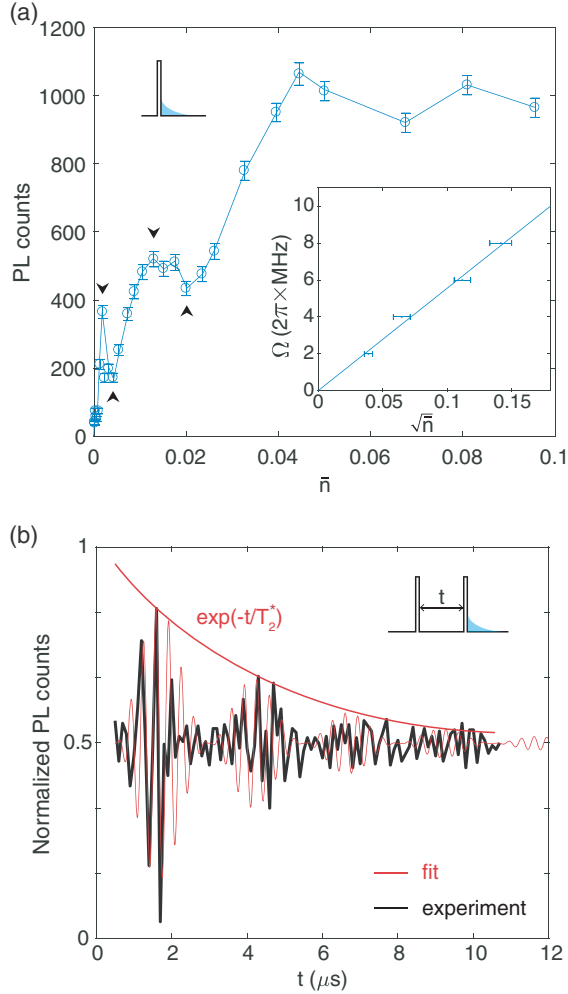 (a)
1200
1000
800
600
400
200
0
PL counts
0
0.02
0.04
0.06
0.08
0.1
n̄
10
8
6
4
2
0
Ω (2π×MHz)
0
0.05
0.1
0.15
√n̄
(b)
1
0.5
0
Normalized PL counts
exp(-t/T₂*)
t
fit
experiment
0
2
4
6
8
10
12
t (μs)